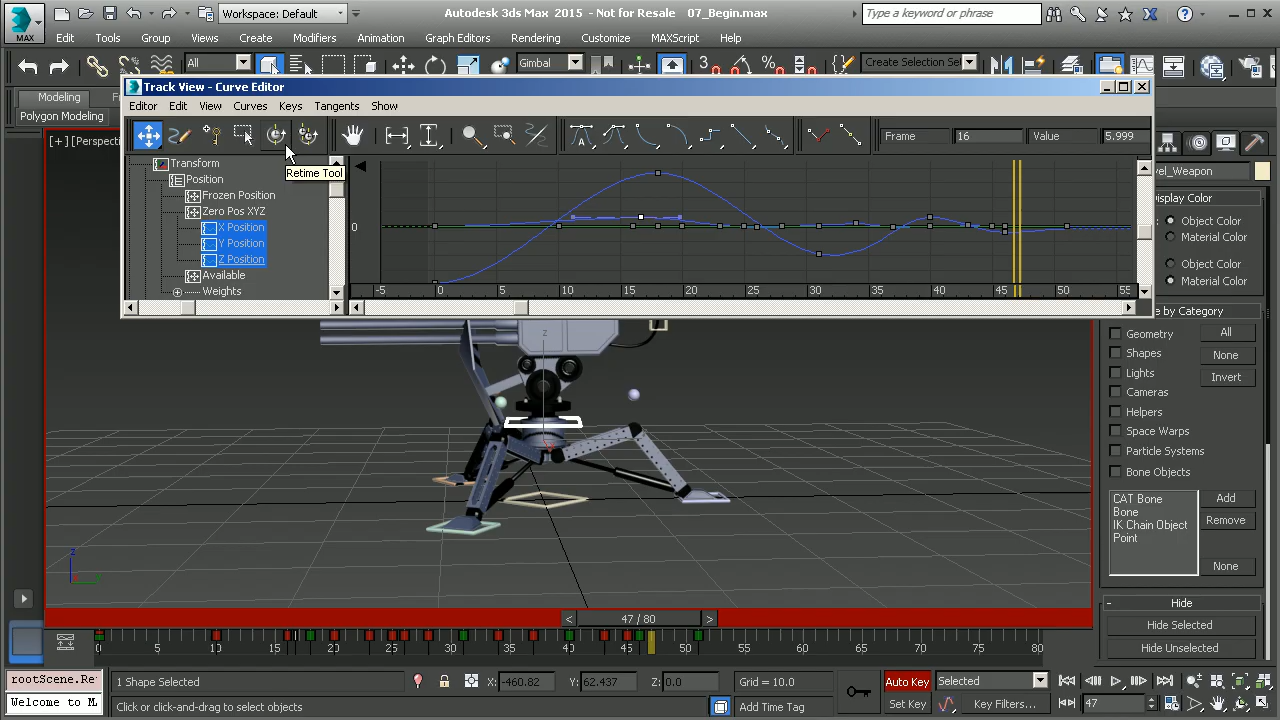 MAX
Workspace: Default
Autodesk 3ds Max 2015 - Not for Resale 07_Begin.max
Type a keyword or phrase
Edit Tools Group Views Create Modifiers Animation Graph Editors Rendering Customize MAXScript Help
All
Gimbal
Create Selection Se
Modeling
Polygon Modeling
[+][Perspecti
Track View - Curve Editor
Editor Edit View Curves Keys Tangents Show
Frame 16 Value 5.999
Retime Tool
Transform
Position
Frozen Position
Zero Pos XYZ
X Position
Y Position
Z Position
Available
Weights
0
-5 0 5 10 15 20 25 30 35 40 45 50 55
vel_Weapon
isplay Color
Object Color
Material Color
Object Color
Material Color
e by Category
Geometry
Shapes
Lights
Cameras
Helpers
Space Warps
Particle Systems
Bone Objects
All
None
Invert
CAT Bone
Bone
IK Chain Object
Point
Add
Remove
None
- Hide
Hide Selected
Hide Unselected
z
z
< 47 / 80 >
0 5 10 15 20 25 30 35 40 45 50 55 60 65 70 75 80
rootScene.Re
Welcome to M
1 Shape Selected
X: -460.82 Y: 62.437 Z: 0.0 Grid = 10.0
Click or click-and-drag to select objects
Add Time Tag
Auto Key Selected
Set Key Key Filters...
47